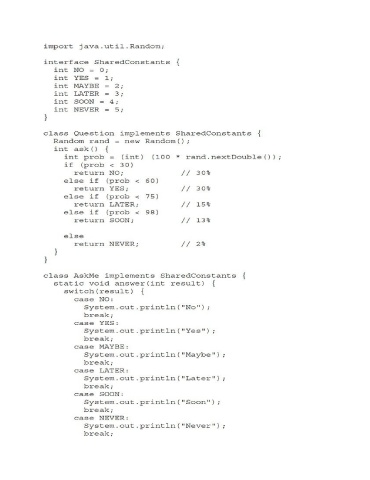 import java.util.Random;
interface SharedConstants {
int NO = 0;
int YES = 1;
int MAYBE = 2;
int LATER = 3;
int SOON = 4;
int NEVER = 5;
}
class Question implements SharedConstants {
Random rand = new Random();
int ask() {
int prob = (int) (100 * rand.nextDouble());
if (prob < 30)
return NO; // 30%
else if (prob < 60)
return YES; // 30%
else if (prob < 75)
return LATER; // 15%
else if (prob < 98)
return SOON; // 13%
else
return NEVER; // 2%
}
}
class AskMe implements SharedConstants {
static void answer(int result) {
switch(result) {
case NO:
System.out.println("No");
break;
case YES:
System.out.println("Yes");
break;
case MAYBE:
System.out.println("Maybe");
break;
case LATER:
System.out.println("Later");
break;
case SOON:
System.out.println("Soon");
break;
case NEVER:
System.out.println("Never");
break;